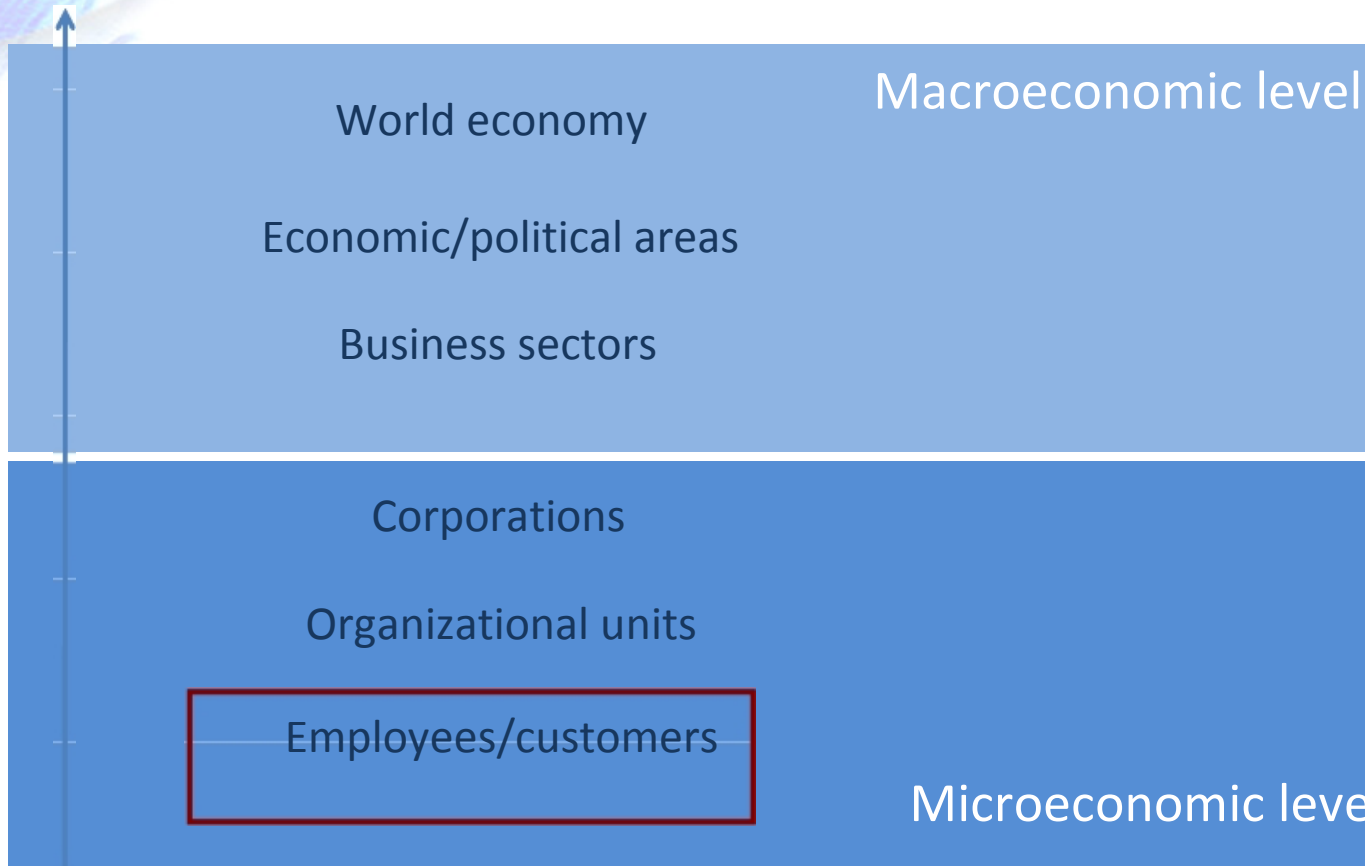 Macroeconomic level
World economy
Economic/political areas
Business sectors
Corporations
Organizational units
Employees/customers
Microeconomic leve